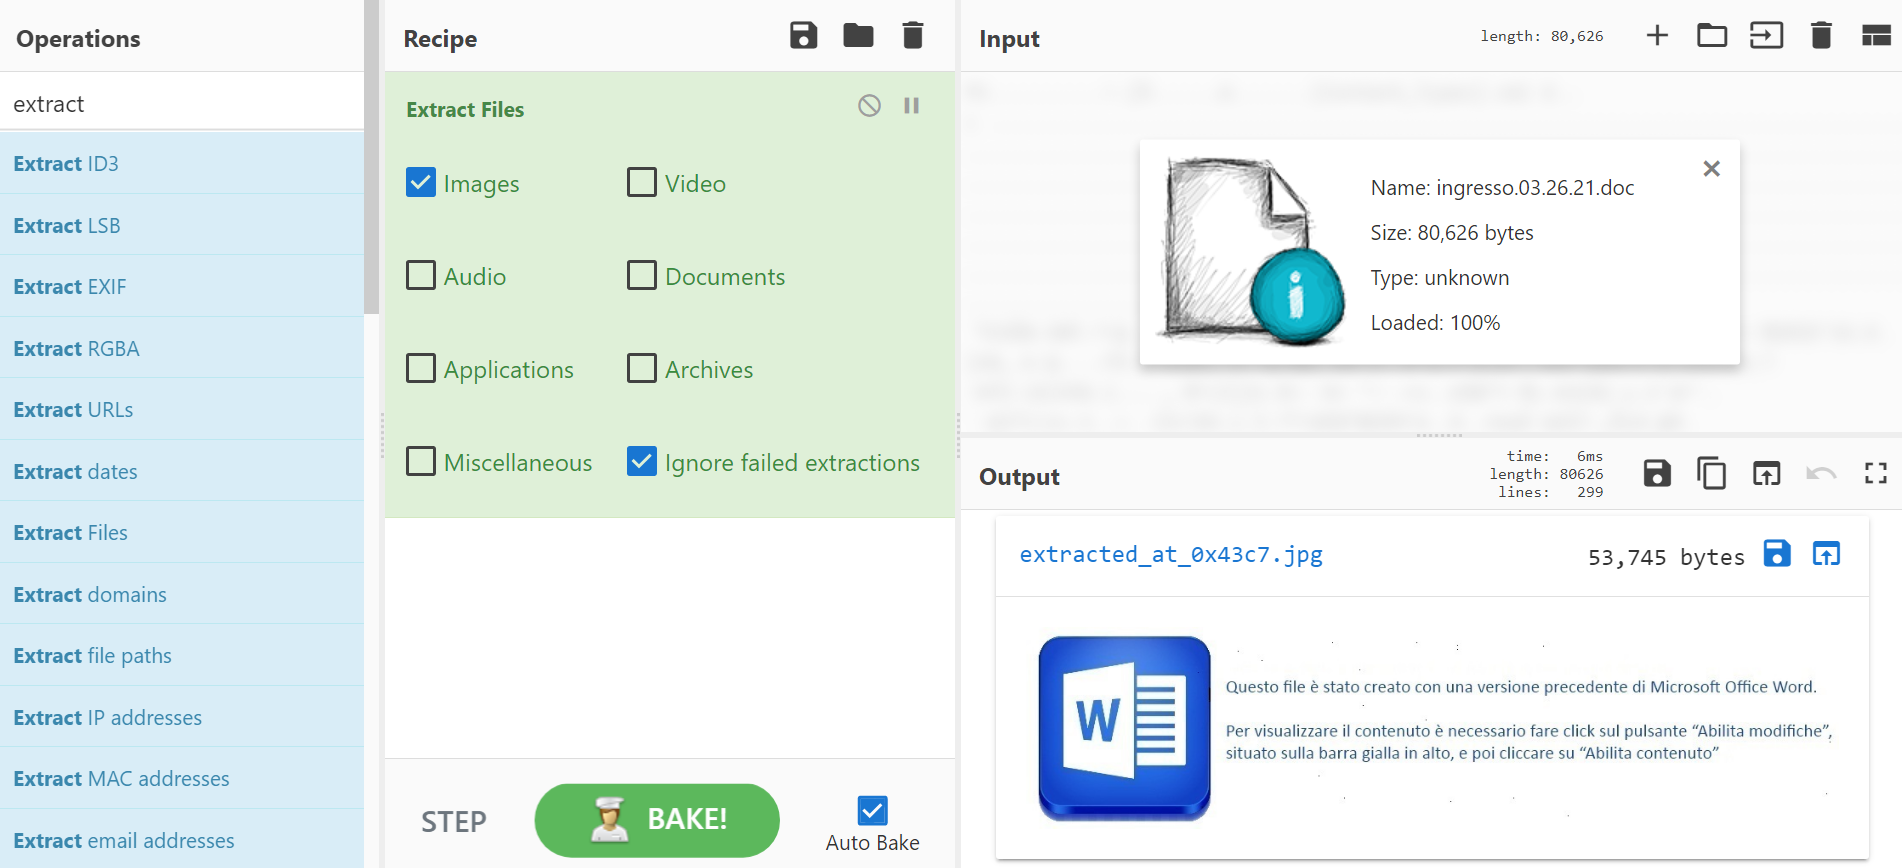 Operations
extract
Extract ID3
Extract LSB
Extract EXIF
Extract RGBA
Extract URLs
Extract dates
Extract Files
Extract domains
Extract file paths
Extract IP addresses
Extract MAC addresses
Extract email addresses
Recipe
Extract Files
Images
Video
Audio
Documents
Applications
Archives
Miscellaneous
Ignore failed extractions
STEP
BAKE!
Auto Bake
Input
length: 80,626
Name: ingresso.03.26.21.doc
Size: 80,626 bytes
Type: unknown
Loaded: 100%
Output
time: 6ms
length: 80626
lines: 299
extracted_at_0x43c7.jpg
53,745 bytes
W
Questo file è stato creato con una versione precedente di Microsoft Office Word.
Per visualizzare il contenuto è necessario fare click sul pulsante “Abilita modifiche”,
situato sulla barra gialla in alto, e poi cliccare su “Abilita contenuto”